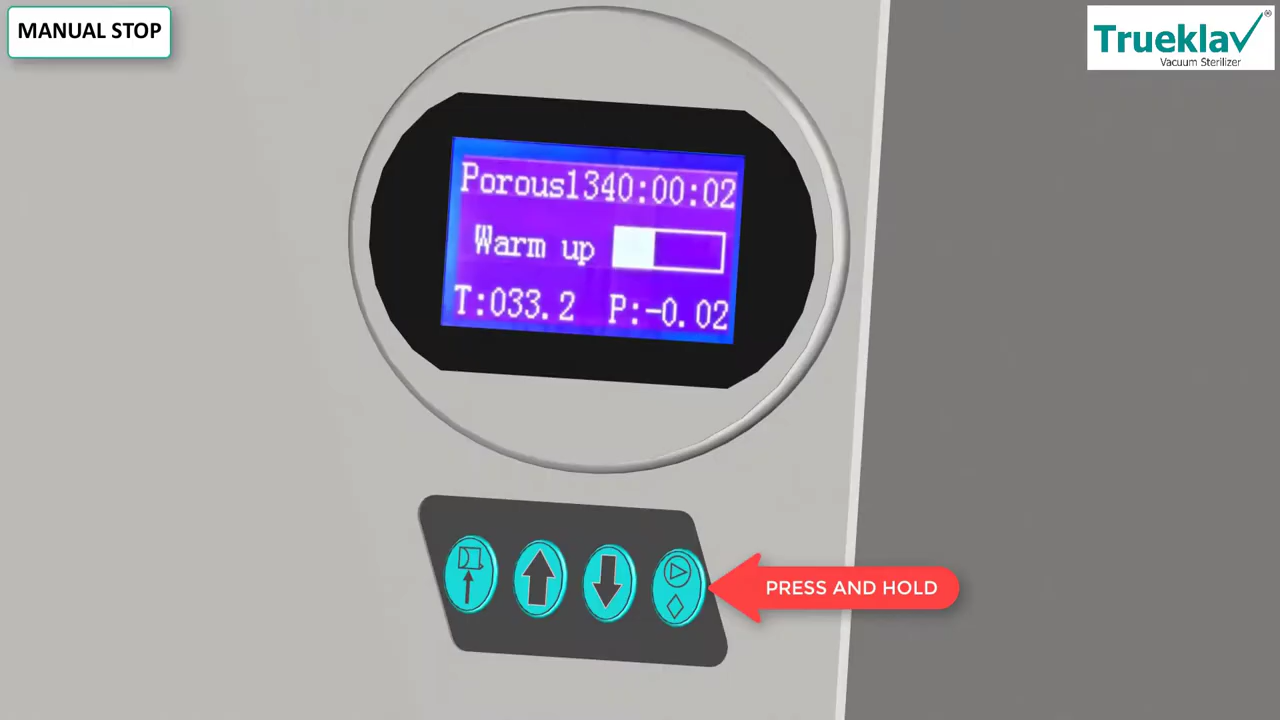 MANUAL STOP
Trueklav®
Vacuum Sterilizer
Porous1340:00:02
Warm up
T:033.2 P:-0.02
PRESS AND HOLD